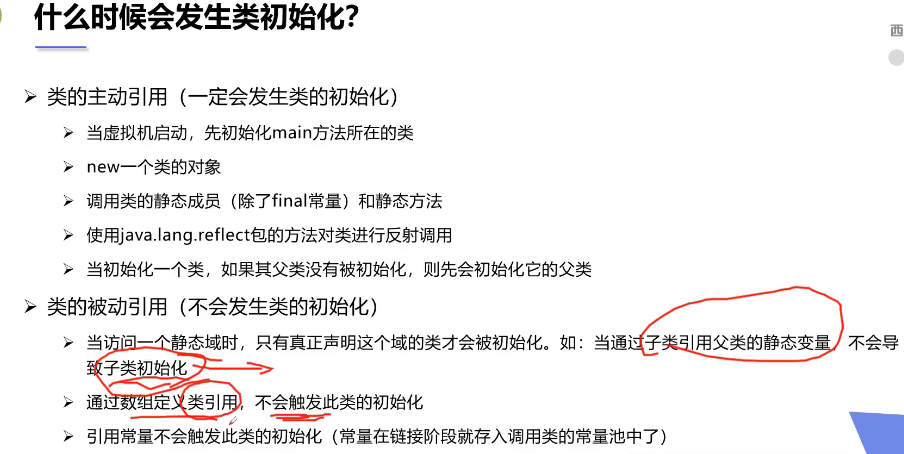 什么时候会发生类初始化?
西
➢ 类的主动引用（一定会发生类的初始化）
➢ 当虚拟机启动，先初始化main方法所在的类
➢ new一个类的对象
➢ 调用类的静态成员（除了final常量）和静态方法
➢ 使用java.lang.reflect包的方法对类进行反射调用
➢ 当初始化一个类，如果其父类没有被初始化，则先会初始化它的父类
➢ 类的被动引用（不会发生类的初始化）
➢ 当访问一个静态域时，只有真正声明这个域的类才会被初始化。如：当通过子类引用父类的静态变量，不会导
致子类初始化
➢ 通过数组定义类引用，不会触发此类的初始化
➢ 引用常量不会触发此类的初始化（常量在链接阶段就存入调用类的常量池中了）